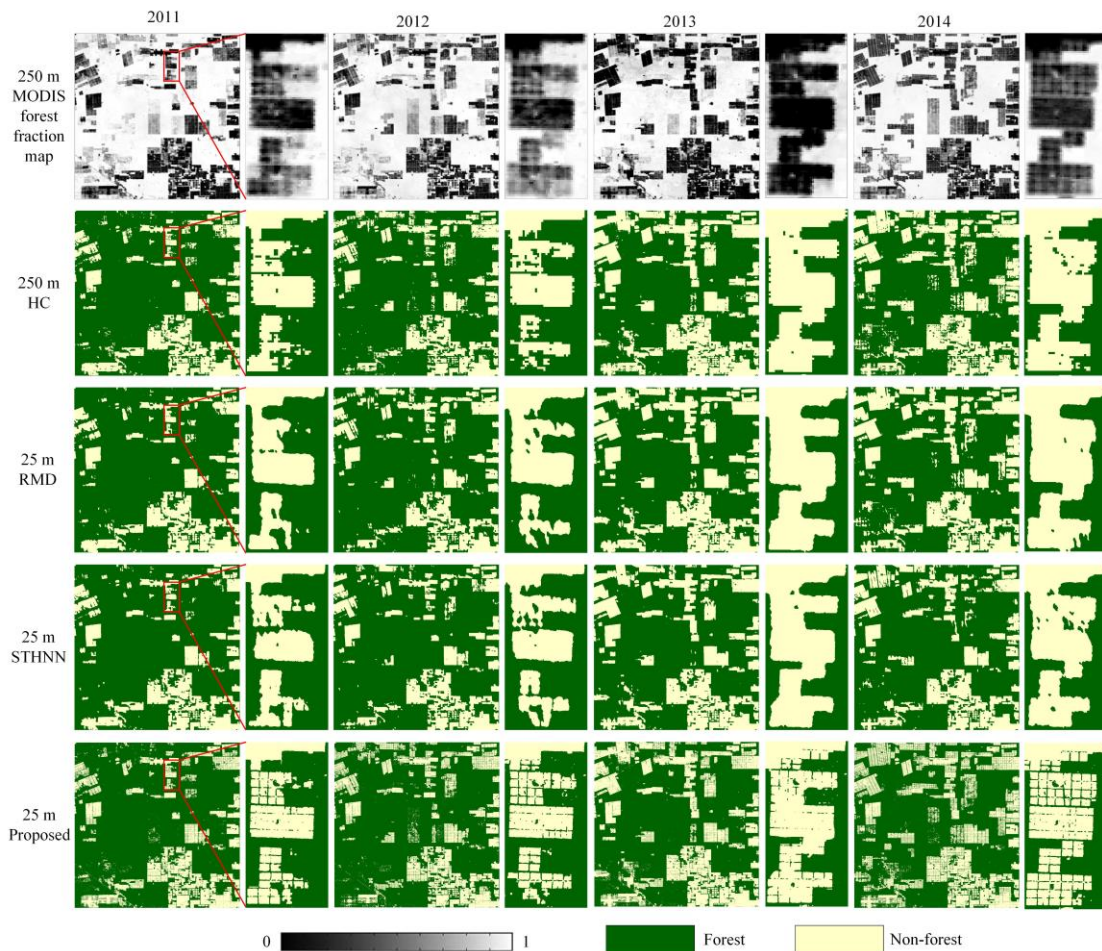 2011 2012 2013 2014
250 m
MODIS
forest
fraction
map
250 m
HC
25 m
RMD
25 m
STHNN
25 m
Proposed
0 1 Forest Non-forest